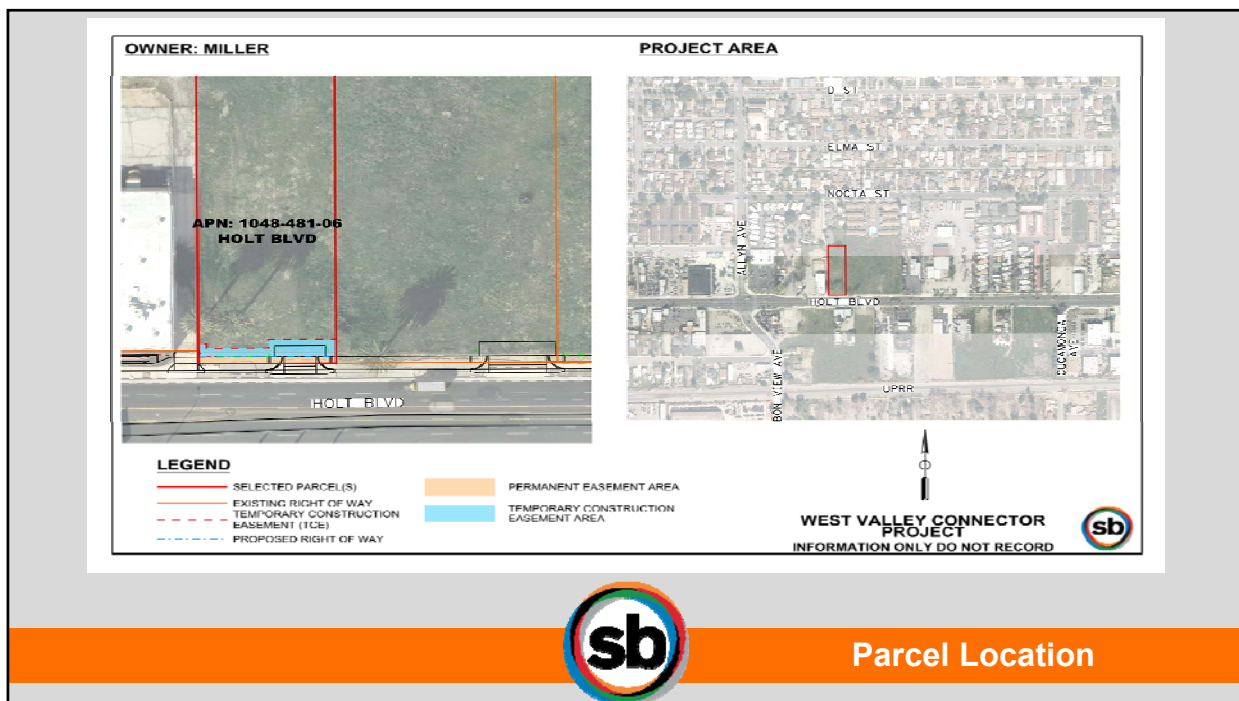 OWNER: MILLER
APN: 1048-481-06
HOLT BLVD
HOLT BLVD
PROJECT AREA
D ST
ELMA ST
NOCTA ST
ALLYN AVE
HOLT BLVD
BON VIEW AVE
UPRR
AVE
LEGEND
SELECTED PARCEL(S)
EXISTING RIGHT OF WAY
TEMPORARY CONSTRUCTION
EASEMENT (TCE)
PROPOSED RIGHT OF WAY
PERMANENT EASEMENT AREA
TEMPORARY CONSTRUCTION
EASEMENT AREA
WEST VALLEY CONNECTOR
PROJECT
INFORMATION ONLY DO NOT RECORD
sb
sb
Parcel Location